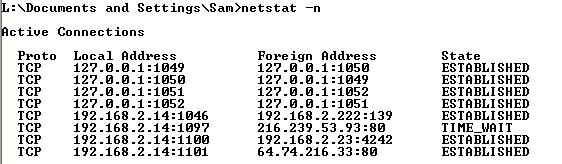 L:\Documents and Settings\Sam>netstat -n
Active Connections
Proto Local Address Foreign Address State
TCP 127.0.0.1:1049 127.0.0.1:1050 ESTABLISHED
TCP 127.0.0.1:1050 127.0.0.1:1049 ESTABLISHED
TCP 127.0.0.1:1051 127.0.0.1:1052 ESTABLISHED
TCP 127.0.0.1:1052 127.0.0.1:1051 ESTABLISHED
TCP 192.168.2.14:1046 192.168.2.222:139 ESTABLISHED
TCP 192.168.2.14:1097 216.239.53.93:80 TIME_WAIT
TCP 192.168.2.14:1100 192.168.2.23:4242 ESTABLISHED
TCP 192.168.2.14:1101 64.74.216.33:80 ESTABLISHED